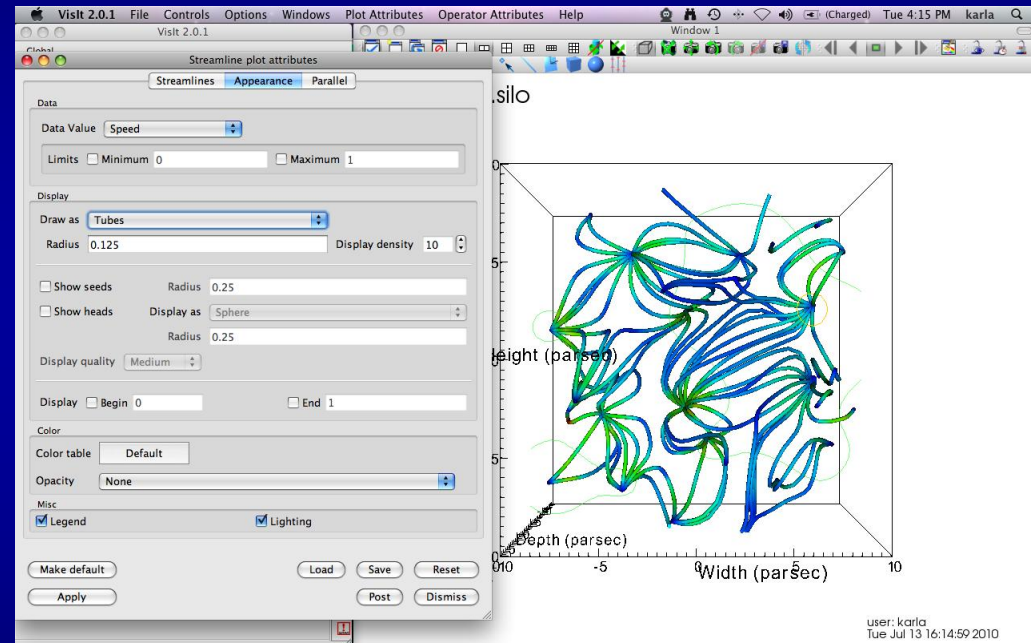 VisIt 2.0.1 File Controls Options Windows Plot Attributes Operator Attributes Help (Charged) Tue 4:15 PM karla
VisIt 2.0.1
Window 1
Global
Streamline plot attributes
Streamlines Appearance Parallel
Data
Data Value Speed
Limits Minimum 0 Maximum 1
Display
Draw as Tubes
Radius 0.125 Display density 10
Show seeds Radius 0.25
Show heads Display as Sphere
Radius 0.25
Display quality Medium
Display Begin 0 End 1
Color
Color table Default
Opacity None
Misc
Legend Lighting
Make default Load Save Reset
Apply Post Dismiss
.silo
eight (parsec)
Depth (parsec)
-5 0 5 10
Width (parsec)
user: karla
Tue Jul 13 16:14:59 2010